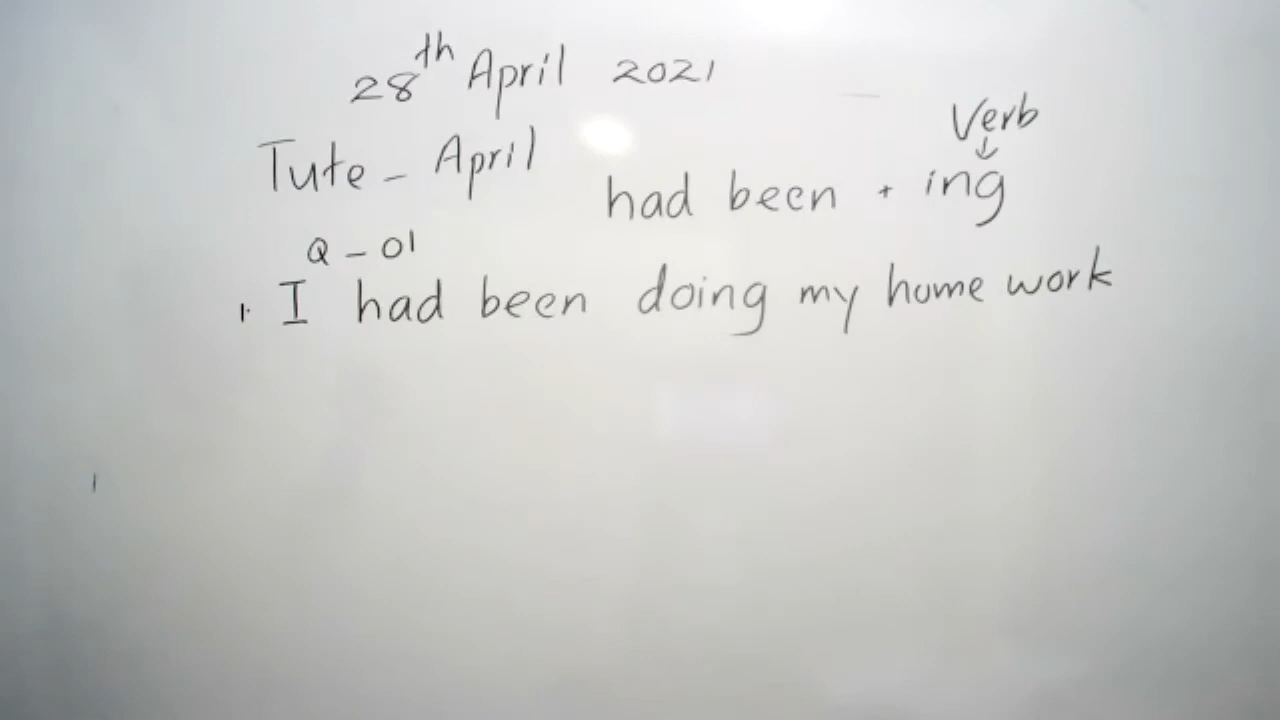 28th April 2021
Verb
↓
Tute - April
had been + ing
Q - 01
1. I had been doing my home work